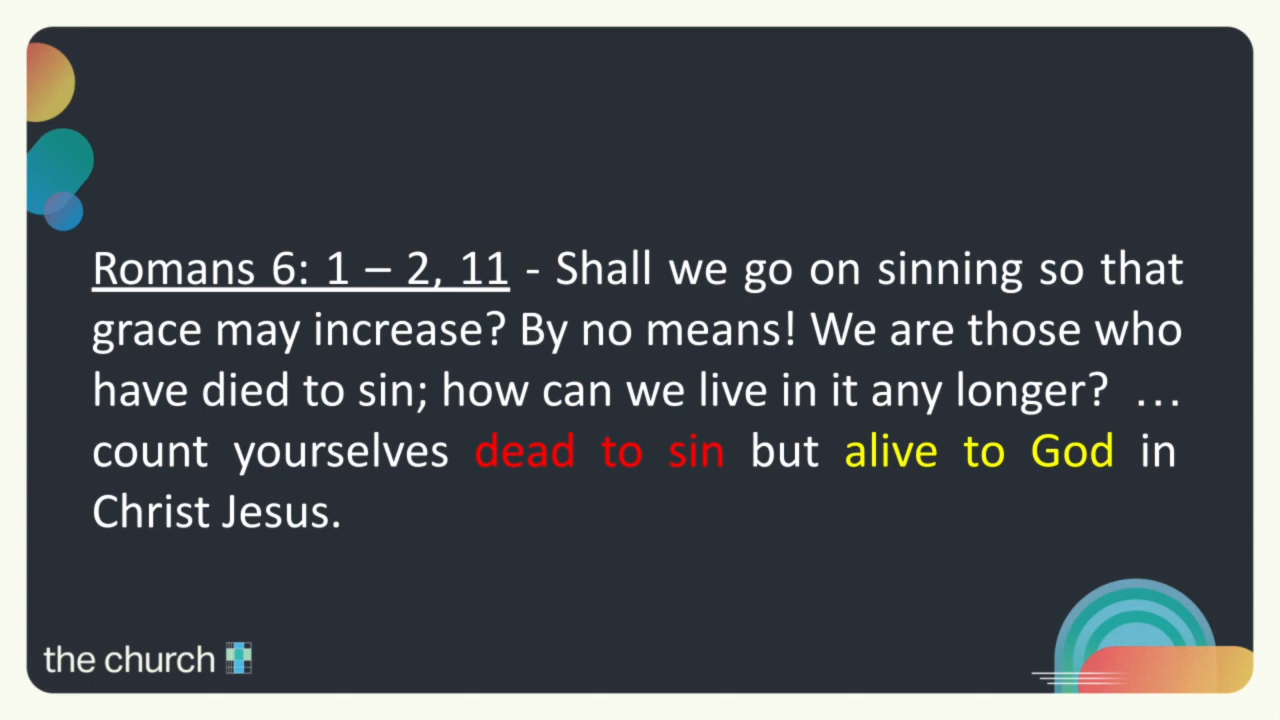 Romans 6: 1 – 2, 11 - Shall we go on sinning so that
grace may increase? By no means! We are those who
have died to sin; how can we live in it any longer? …
count yourselves dead to sin but alive to God in
Christ Jesus.
the church